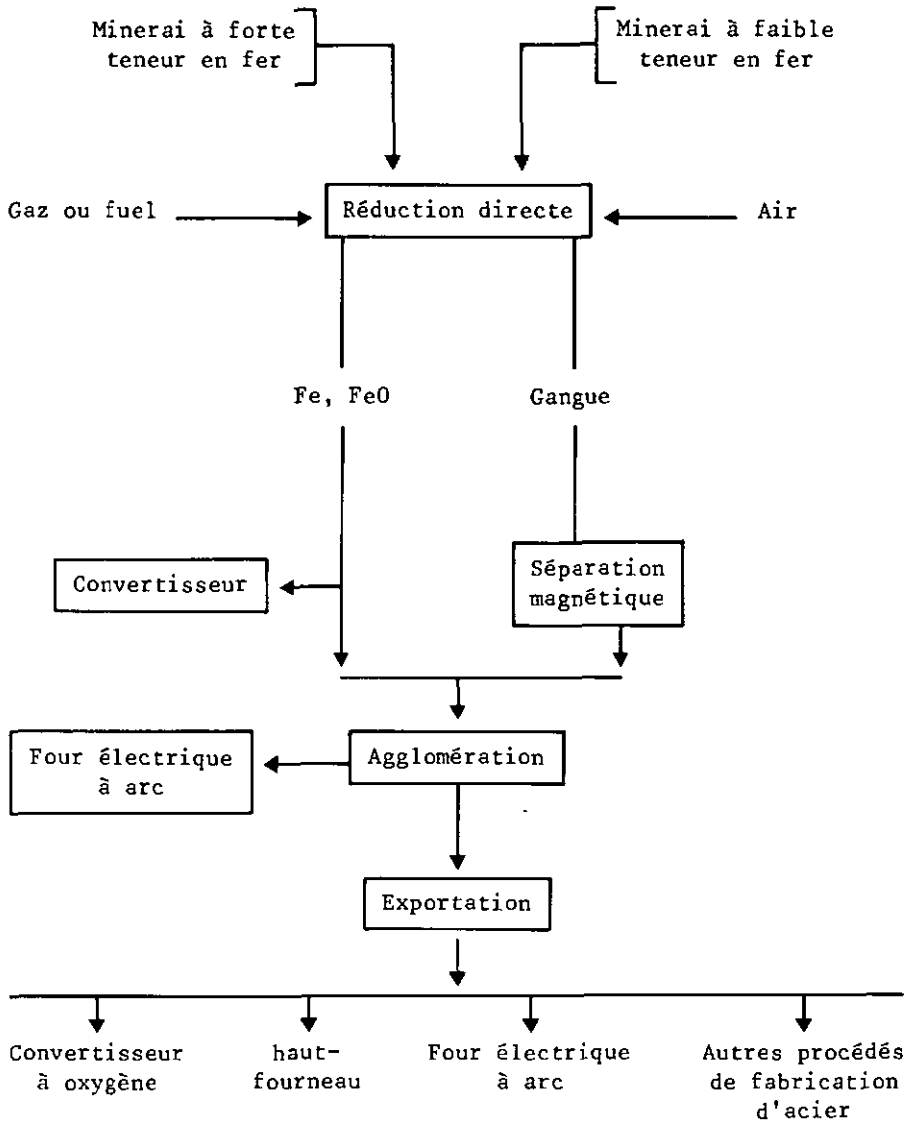 Minerai à forte
teneur en fer
Minerai à faible
teneur en fer
Gaz ou fuel
Réduction directe
Air
Fe, FeO
Gangue
Convertisseur
Séparation
magnétique
Four électrique
à arc
Agglomération
Exportation
Convertisseur
à oxygène
haut-
fourneau
Four électrique
à arc
Autres procédés
de fabrication
d'acier